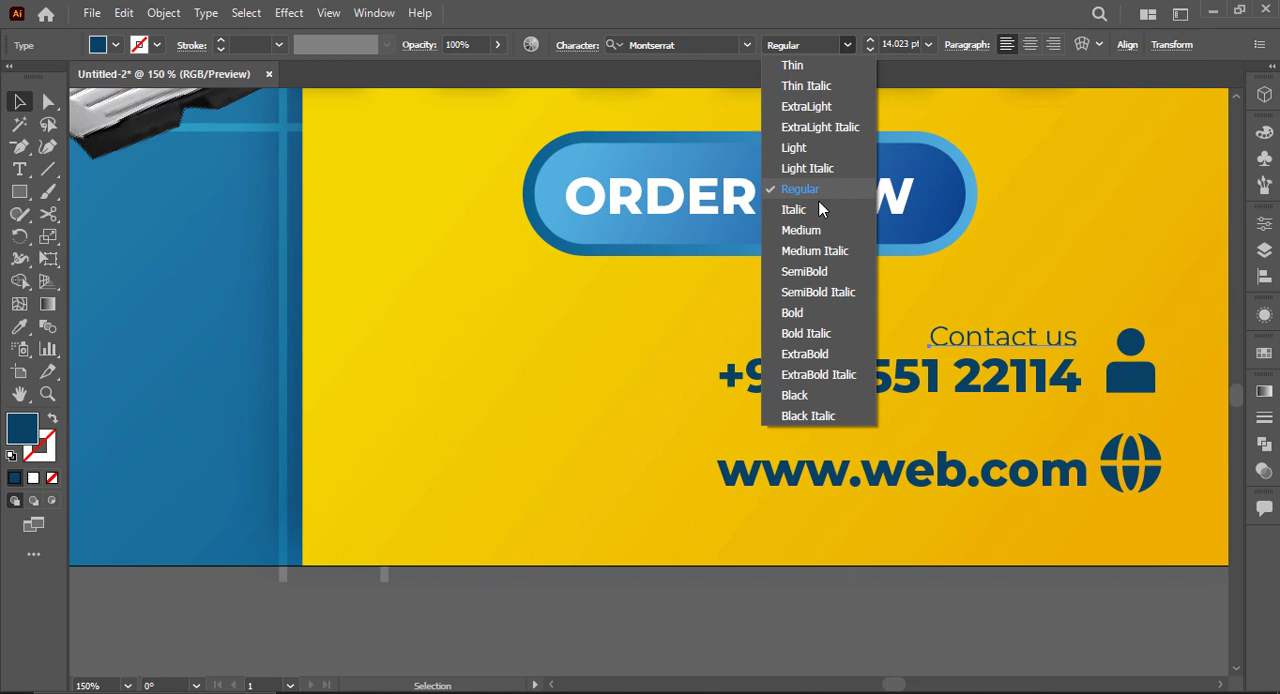 Ai File Edit Object Type Select Effect View Window Help
Type Stroke: Opacity: 100% Character: Montserrat Regular 14.023 pt Paragraph: Align Transform
Untitled-2* @ 150 % (RGB/Preview) ×
Thin
Thin Italic
ExtraLight
ExtraLight Italic
Light
Light Italic
Regular
Italic
Medium
Medium Italic
SemiBold
SemiBold Italic
Bold
Bold Italic
ExtraBold
ExtraBold Italic
Black
Black Italic
ORDER
W
Contact us
551 22114
www.web.com
150% 0° 1 Selection